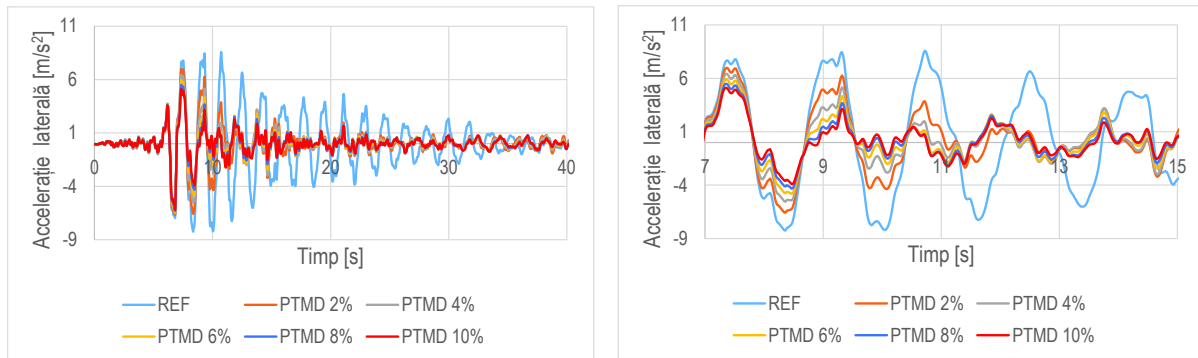 Accelerație laterală [m/s²]
11
6
1
-4
-9
0
10
20
30
40
Timp [s]
REF
PTMD 2%
PTMD 4%
PTMD 6%
PTMD 8%
PTMD 10%
Accelerație laterală [m/s²]
11
6
1
-4
-9
7
9
11
13
15
Timp [s]
REF
PTMD 2%
PTMD 4%
PTMD 6%
PTMD 8%
PTMD 10%